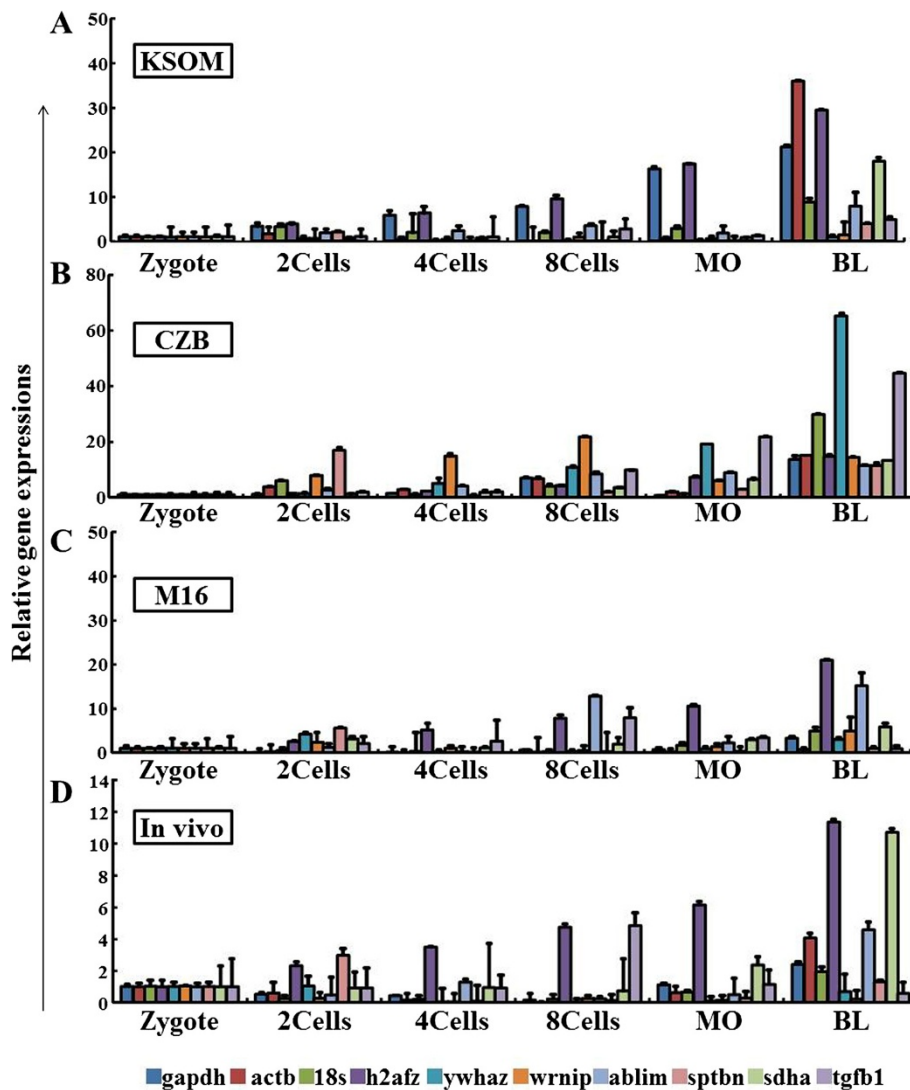 A
50
40
30
20
10
0
KSOM
Zygote 2Cells 4Cells 8Cells MO BL
B
80
60
40
20
0
CZB
Zygote 2Cells 4Cells 8Cells MO BL
C
50
40
30
20
10
0
M16
Zygote 2Cells 4Cells 8Cells MO BL
D
14
12
10
8
6
4
2
0
In vivo
Zygote 2Cells 4Cells 8Cells MO BL
Relative gene expressions
gapdh actb 18s h2afz ywhaz wrnip ablim sptbn sdha tgfb1